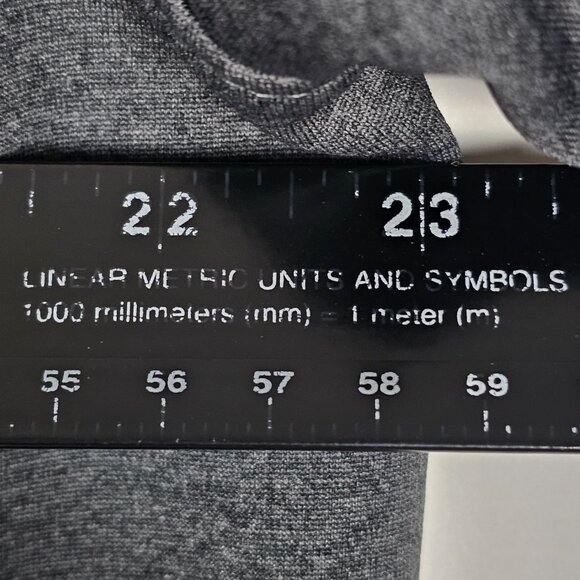 22 23
LINEAR METRIC UNITS AND SYMBOLS
1000 millimeters (mm) = 1 meter (m)
55 56 57 58 59